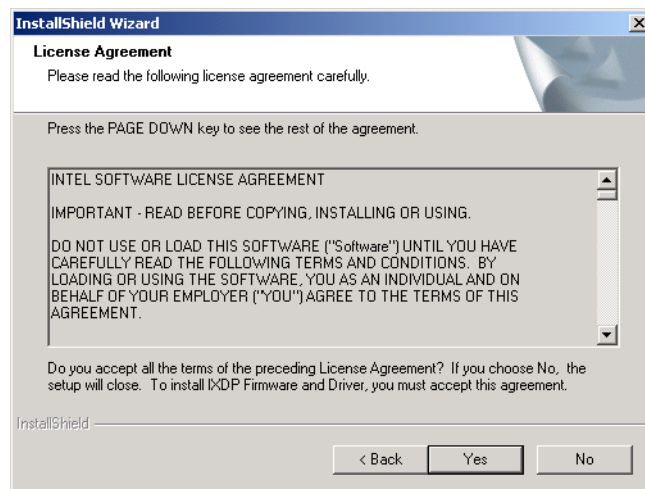 InstallShield Wizard
License Agreement
Please read the following license agreement carefully.
Press the PAGE DOWN key to see the rest of the agreement.
INTEL SOFTWARE LICENSE AGREEMENT
IMPORTANT - READ BEFORE COPYING, INSTALLING OR USING.
DO NOT USE OR LOAD THIS SOFTWARE ("Software") UNTIL YOU HAVE
CAREFULLY READ THE FOLLOWING TERMS AND CONDITIONS.  BY
LOADING OR USING THE SOFTWARE, YOU AS AN INDIVIDUAL AND ON
BEHALF OF YOUR EMPLOYER ("YOU") AGREE TO THE TERMS OF THIS
AGREEMENT.
Do you accept all the terms of the preceding License Agreement?  If you choose No,  the
setup will close.  To install IXDP Firmware and Driver, you must accept this agreement.
InstallShield
< Back
Yes
No